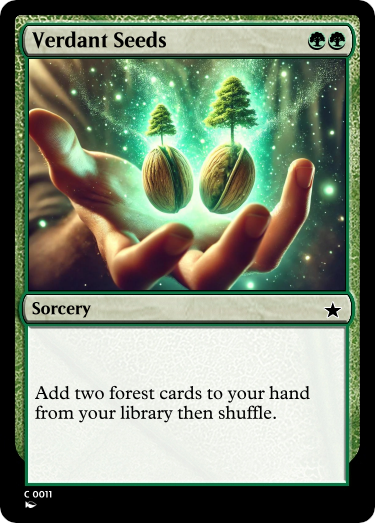 Verdant Seeds
Sorcery
Add two forest cards to your hand
from your library then shuffle.
C 0011